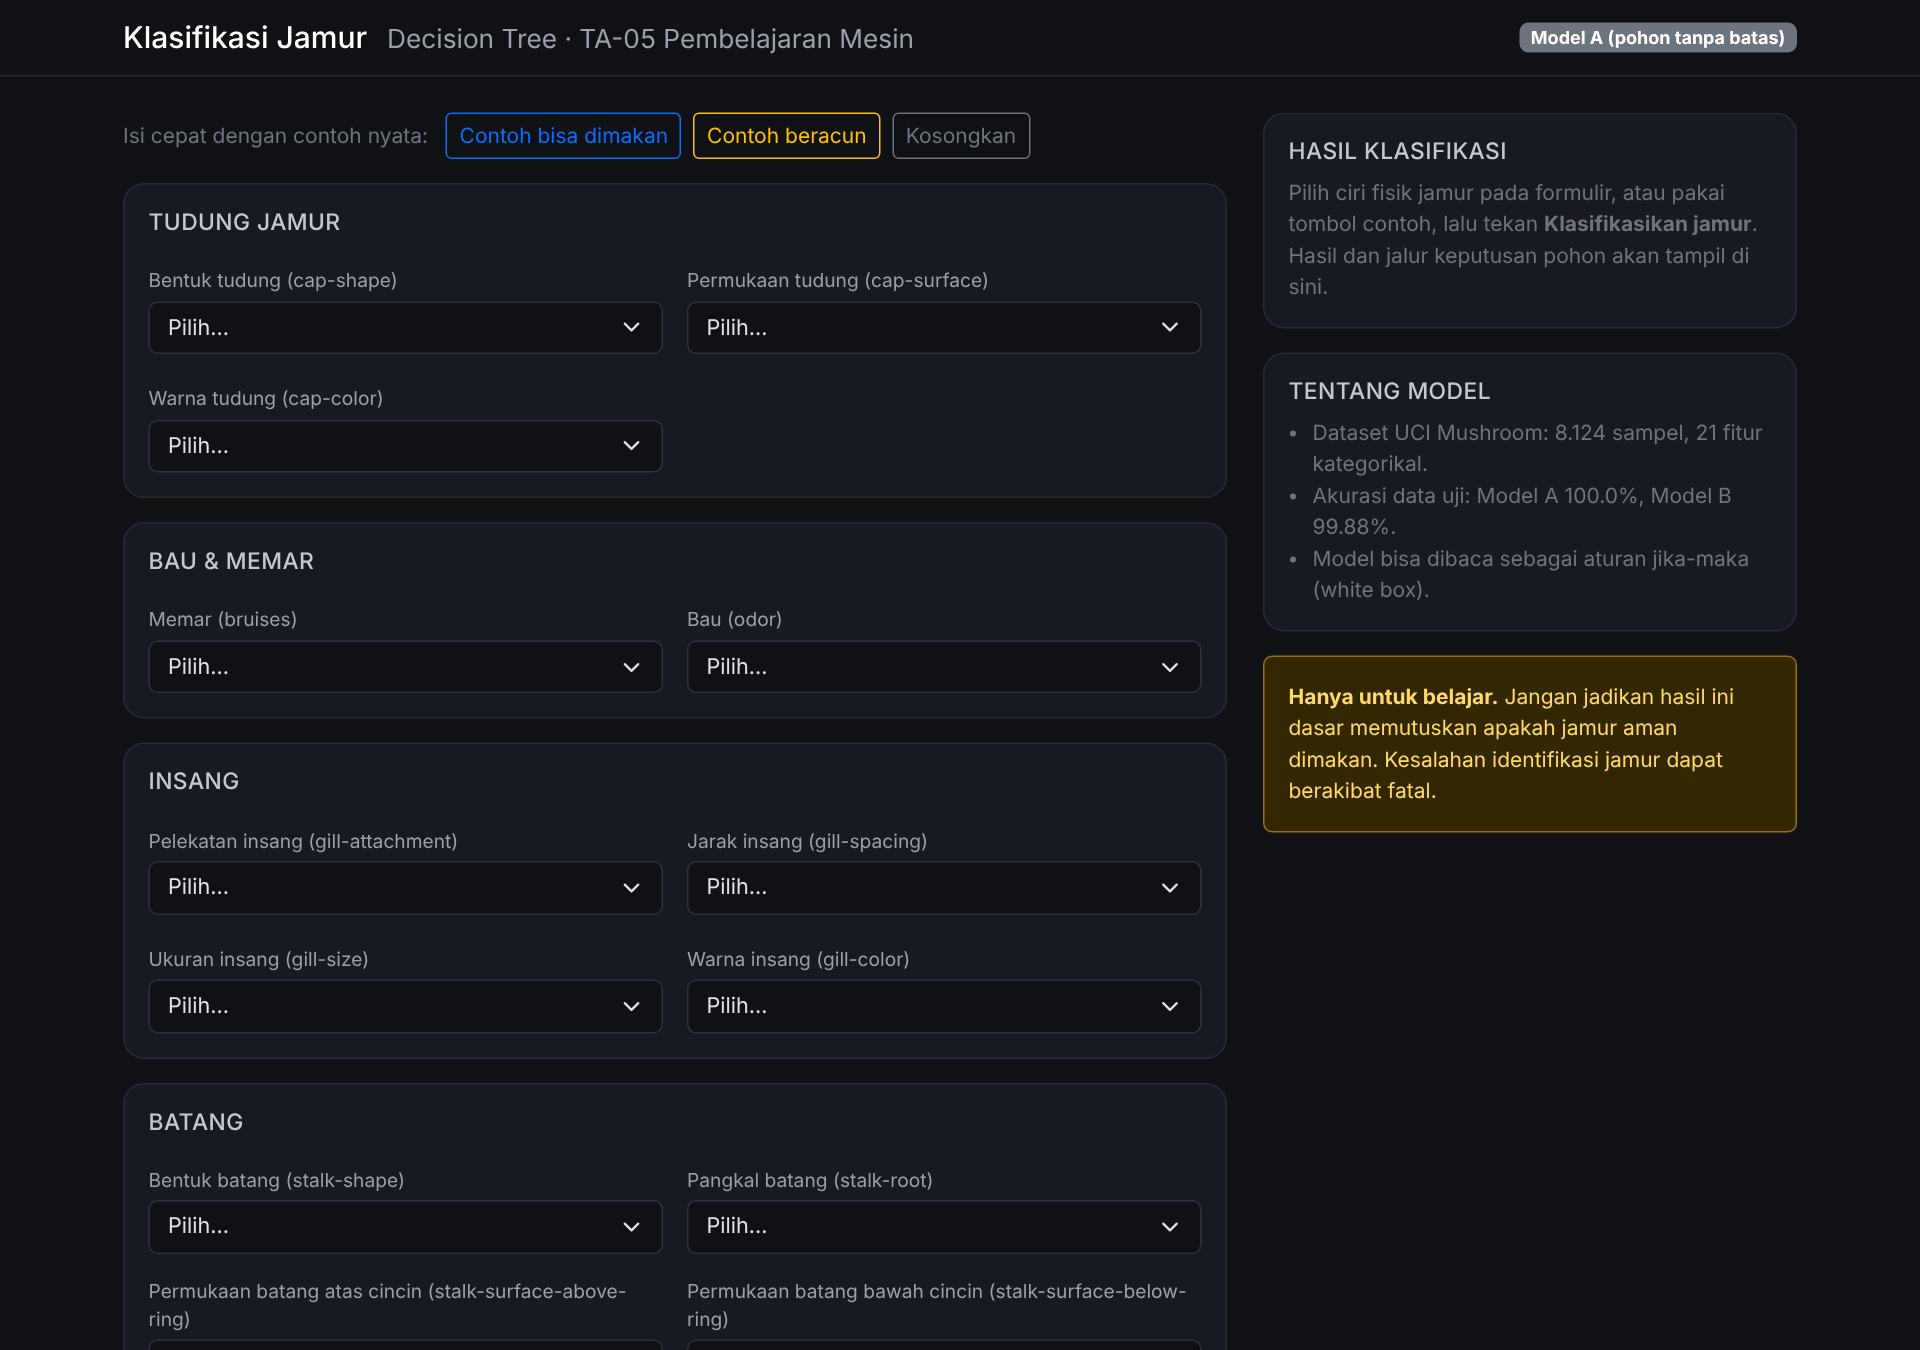 Klasifikasi Jamur Decision Tree · TA-05 Pembelajaran Mesin
Model A (pohon tanpa batas)
Isi cepat dengan contoh nyata:
Contoh bisa dimakan
Contoh beracun
Kosongkan
TUDUNG JAMUR
Bentuk tudung (cap-shape)
Pilih...
Permukaan tudung (cap-surface)
Pilih...
Warna tudung (cap-color)
Pilih...
BAU & MEMAR
Memar (bruises)
Pilih...
Bau (odor)
Pilih...
INSANG
Pelekatan insang (gill-attachment)
Pilih...
Jarak insang (gill-spacing)
Pilih...
Ukuran insang (gill-size)
Pilih...
Warna insang (gill-color)
Pilih...
BATANG
Bentuk batang (stalk-shape)
Pilih...
Pangkal batang (stalk-root)
Pilih...
Permukaan batang atas cincin (stalk-surface-above-
ring)
Permukaan batang bawah cincin (stalk-surface-below-
ring)
HASIL KLASIFIKASI
Pilih ciri fisik jamur pada formulir, atau pakai
tombol contoh, lalu tekan Klasifikasikan jamur.
Hasil dan jalur keputusan pohon akan tampil di
sini.
TENTANG MODEL
• Dataset UCI Mushroom: 8.124 sampel, 21 fitur
kategorikal.
• Akurasi data uji: Model A 100.0%, Model B
99.88%.
• Model bisa dibaca sebagai aturan jika-maka
(white box).
Hanya untuk belajar. Jangan jadikan hasil ini
dasar memutuskan apakah jamur aman
dimakan. Kesalahan identifikasi jamur dapat
berakibat fatal.